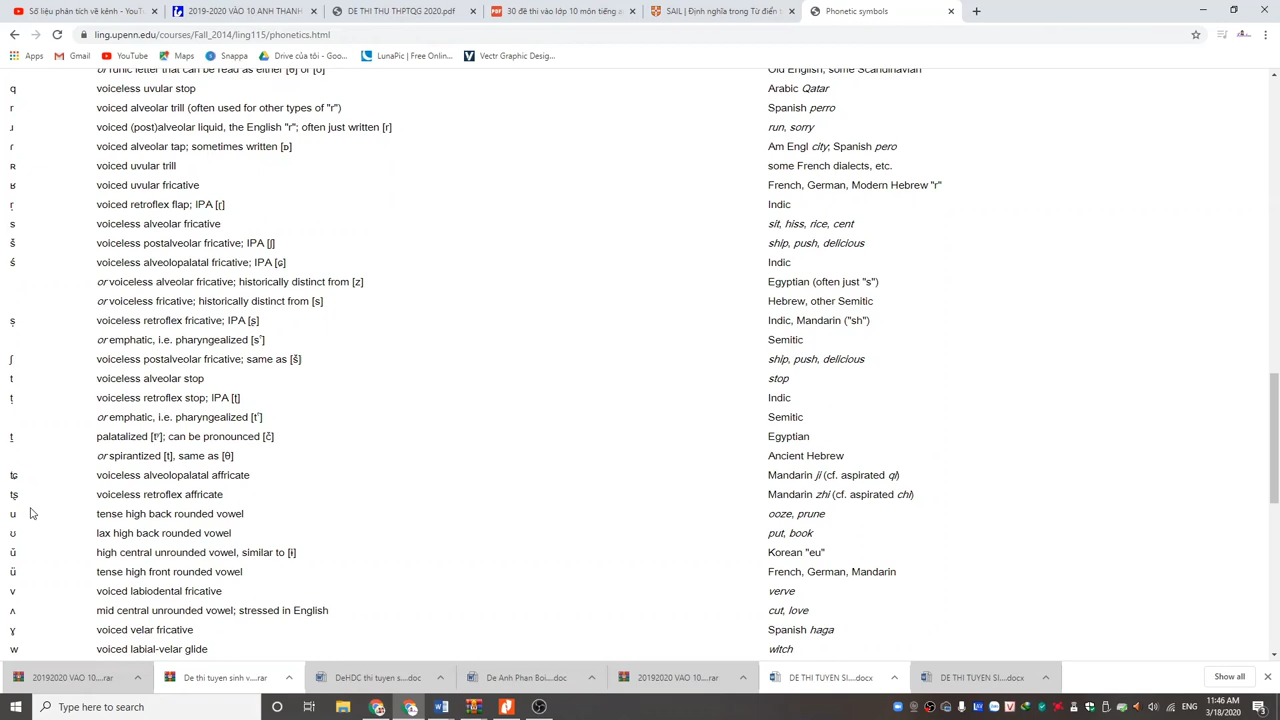 Số liệu phân tích về kênh - YouT
2019-2020 VÀO 10 ANH THANH
DE THI THU THPTQG 2020.pdf
30 đề thi vào lớp 10 môn tiếng a
SAIL | Định nghĩa trong Từ điển t
Phonetic symbols
ling.upenn.edu/courses/Fall_2014/ling115/phonetics.html
Apps Gmail YouTube Maps Snappa Drive của tôi - Goo... LunaPic | Free Onlin... Vectr Graphic Desig...
or runic letter that can be read as either [θ] or [ð] Old English, some Scandinavian
q voiceless uvular stop Arabic Qatar
r voiced alveolar trill (often used for other types of "r") Spanish perro
ɹ voiced (post)alveolar liquid, the English "r"; often just written [r] run, sorry
ɾ voiced alveolar tap; sometimes written [ᴅ] Am Engl city; Spanish pero
ʀ voiced uvular trill some French dialects, etc.
ʁ voiced uvular fricative French, German, Modern Hebrew "r"
ṛ voiced retroflex flap; IPA [ɽ] Indic
s voiceless alveolar fricative sit, hiss, rice, cent
š voiceless postalveolar fricative; IPA [ʃ] ship, push, delicious
ś voiceless alveolopalatal fricative; IPA [ɕ] Indic
or voiceless alveolar fricative; historically distinct from [z] Egyptian (often just "s")
or voiceless fricative; historically distinct from [s] Hebrew, other Semitic
ṣ voiceless retroflex fricative; IPA [ʂ] Indic, Mandarin ("sh")
or emphatic, i.e. pharyngealized [sˤ] Semitic
ʃ voiceless postalveolar fricative; same as [š] ship, push, delicious
t voiceless alveolar stop stop
ṭ voiceless retroflex stop; IPA [ʈ] Indic
or emphatic, i.e. pharyngealized [tˤ] Semitic
ṯ palatalized [tʸ]; can be pronounced [č] Egyptian
or spirantized [t], same as [θ] Ancient Hebrew
tɕ voiceless alveolopalatal affricate Mandarin ji (cf. aspirated qi)
tʂ voiceless retroflex affricate Mandarin zhi (cf. aspirated chi)
u tense high back rounded vowel ooze, prune
ʊ lax high back rounded vowel put, book
ŭ high central unrounded vowel, similar to [ɨ] Korean "eu"
ü tense high front rounded vowel French, German, Mandarin
v voiced labiodental fricative verve
ʌ mid central unrounded vowel; stressed in English cut, love
ɣ voiced velar fricative Spanish haga
w voiced labial-velar glide witch
20192020 VAO 10....rar De thi tuyen sinh v....rar DeHDC thi tuyen s....doc De Anh Phan Boi....doc 20192020 VAO 10....rar DE THI TUYEN SI....docx DE THI TUYEN SI....docx Show all
Type here to search
ENG
11:46 AM
3/18/2020